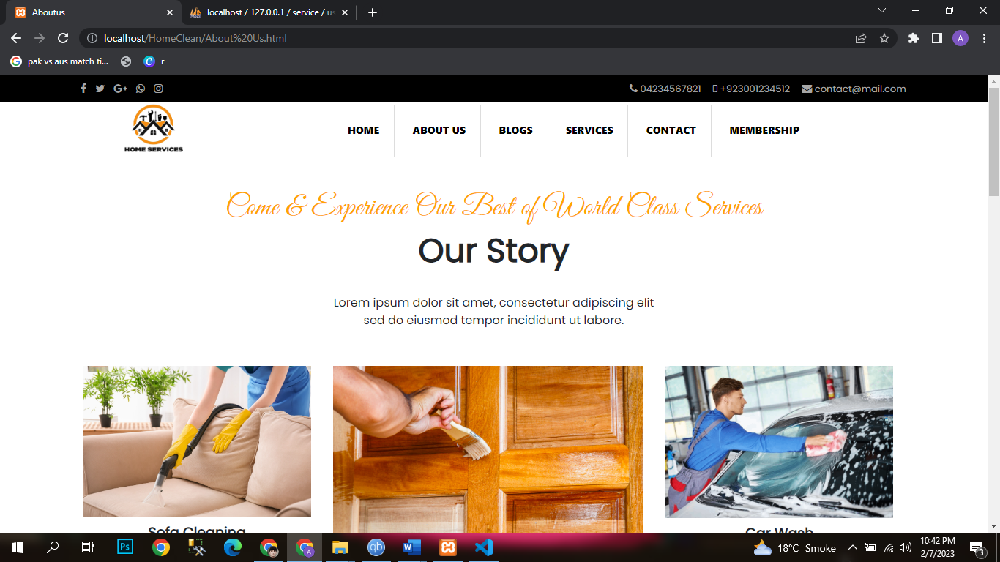 Aboutus
localhost / 127.0.0.1 / service / us
localhost/HomeClean/About%20Us.html
A
pak vs aus match ti...
r
04234567821 +923001234512 contact@mail.com
HOME SERVICES
HOME ABOUT US BLOGS SERVICES CONTACT MEMBERSHIP
Come & Experience Our Best of World Class Services
Our Story
Lorem ipsum dolor sit amet, consectetur adipiscing elit
sed do eiusmod tempor incididunt ut labore.
Sofa Cleaning
Car Wash
Ps
qb
W
A
18°C Smoke
10:42 PM
2/7/2023
3